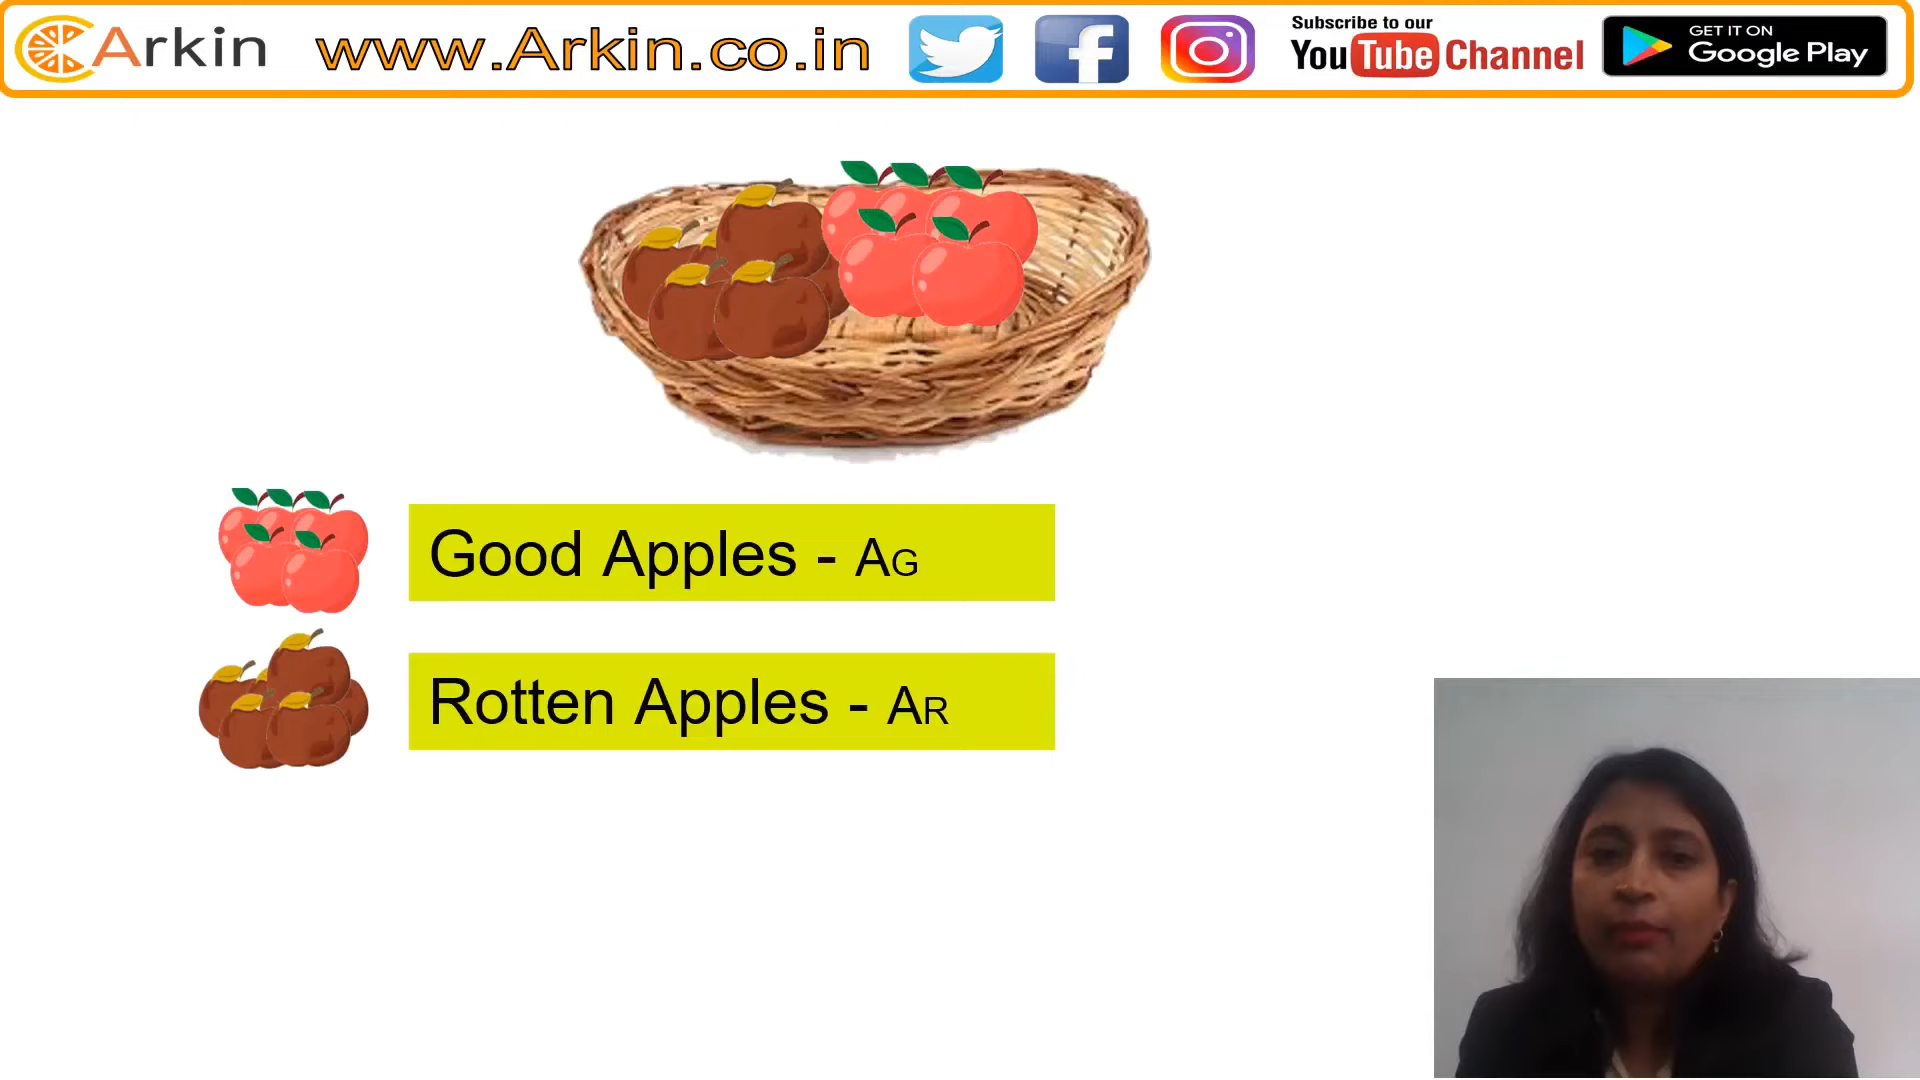 Arkin
www.Arkin.co.in
Subscribe to our
YouTube Channel
GET IT ON
Google Play
Good Apples - AG
Rotten Apples - AR